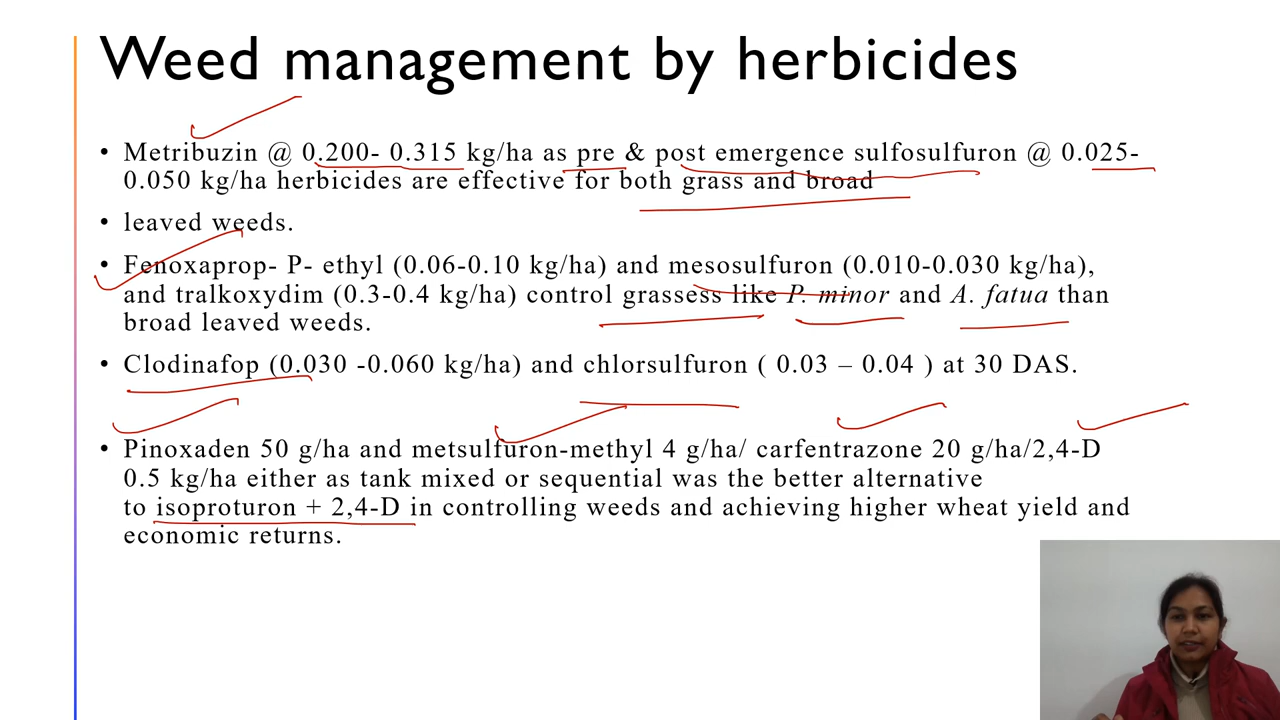 Weed management by herbicides
• Metribuzin @ 0.200- 0.315 kg/ha as pre & post emergence sulfosulfuron @ 0.025-
0.050 kg/ha herbicides are effective for both grass and broad
• leaved weeds.
• Fenoxaprop- P- ethyl (0.06-0.10 kg/ha) and mesosulfuron (0.010-0.030 kg/ha),
and tralkoxydim (0.3-0.4 kg/ha) control grassess like P. minor and A. fatua than
broad leaved weeds.
• Clodinafop (0.030 -0.060 kg/ha) and chlorsulfuron ( 0.03 – 0.04 ) at 30 DAS.
• Pinoxaden 50 g/ha and metsulfuron-methyl 4 g/ha/ carfentrazone 20 g/ha/2,4-D
0.5 kg/ha either as tank mixed or sequential was the better alternative
to isoproturon + 2,4-D in controlling weeds and achieving higher wheat yield and
economic returns.